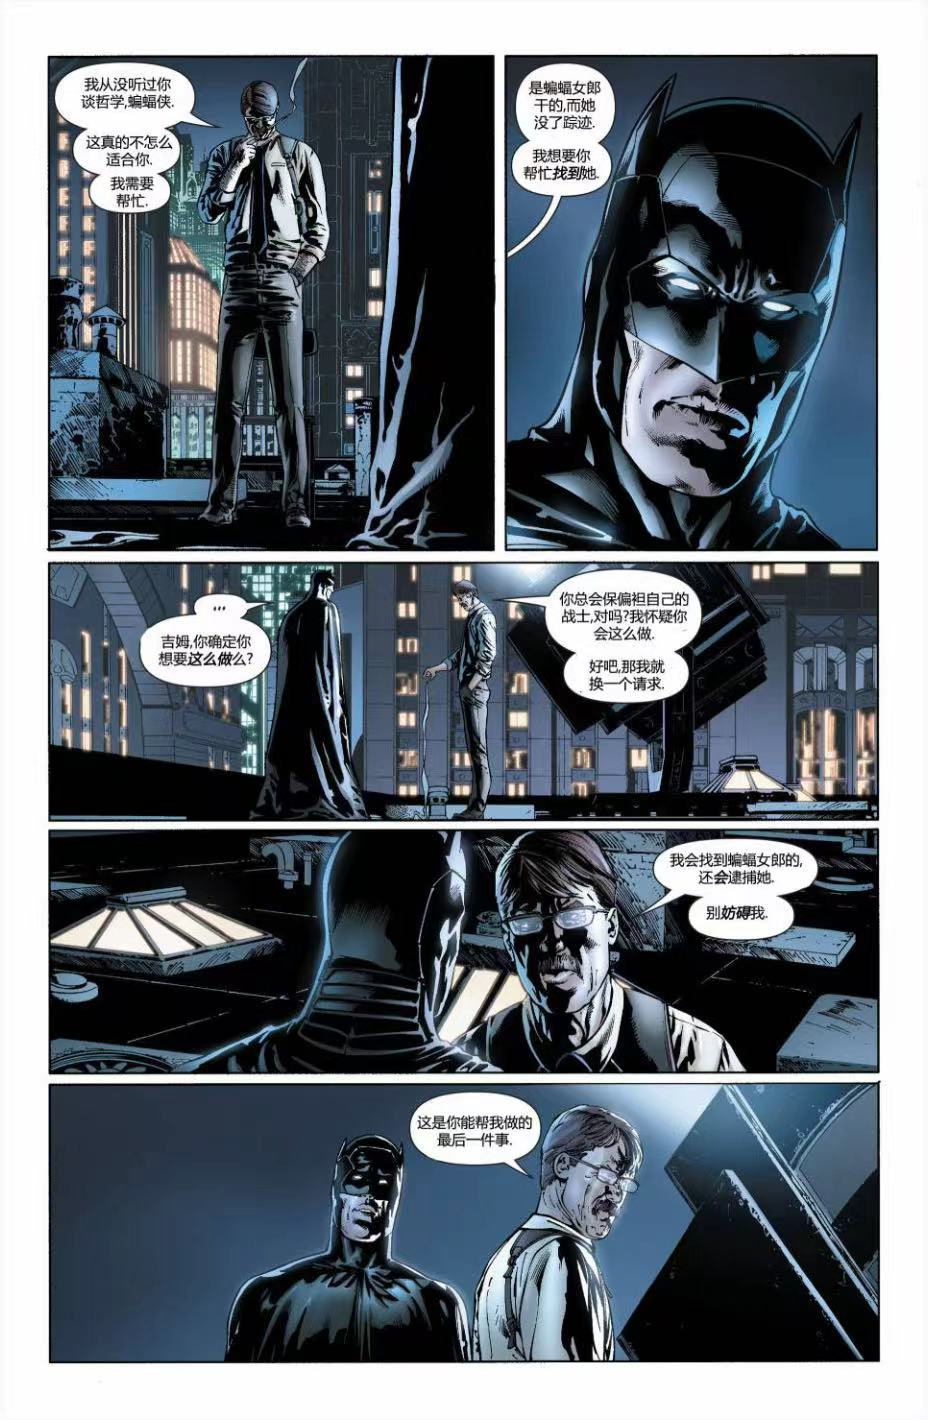 我从没听过你
谈哲学,蝙蝠侠.
这真的不怎么
适合你.
我需要
帮忙.
是蝙蝠女郎
干的,而她
没了踪迹.
我想要你
帮忙找到她.
...
吉姆,你确定你
想要这么做么?
你总会保偏袒自己的
战士,对吗?我怀疑你
会这么做.
好吧,那我就
换一个请求.
我会找到蝙蝠女郎的,
还会逮捕她.
别妨碍我.
这是你能帮我做的
最后一件事.